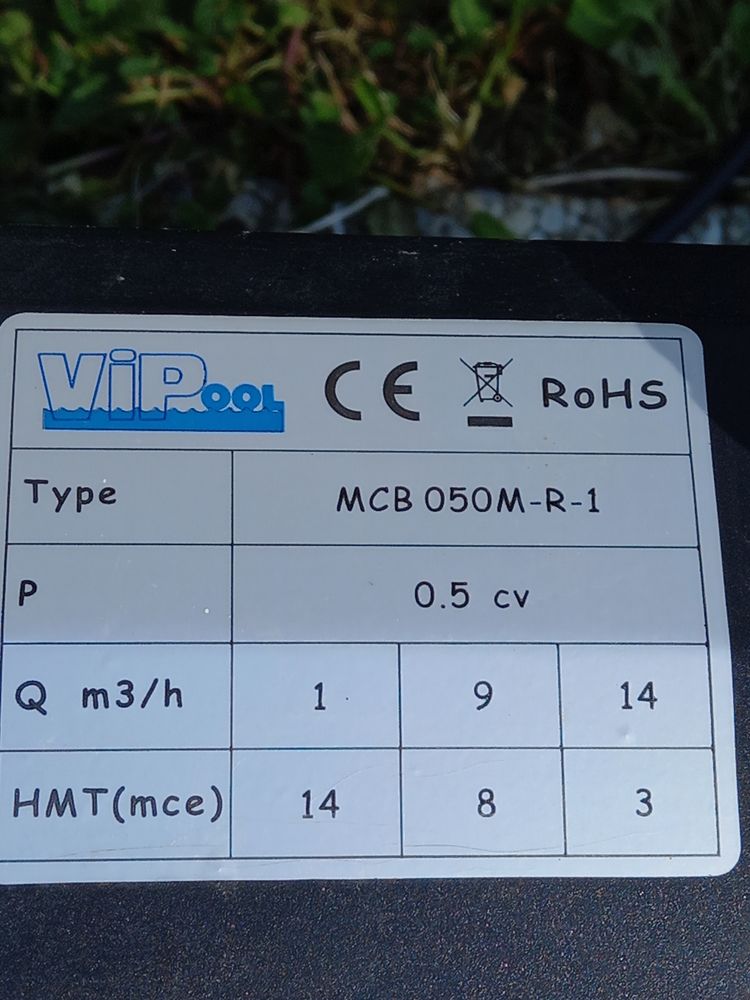 ViPool CE RoHS
Type MCB 050M-R-1
P 0.5 cv
Q m3/h 1 9 14
HMT(mce) 14 8 3